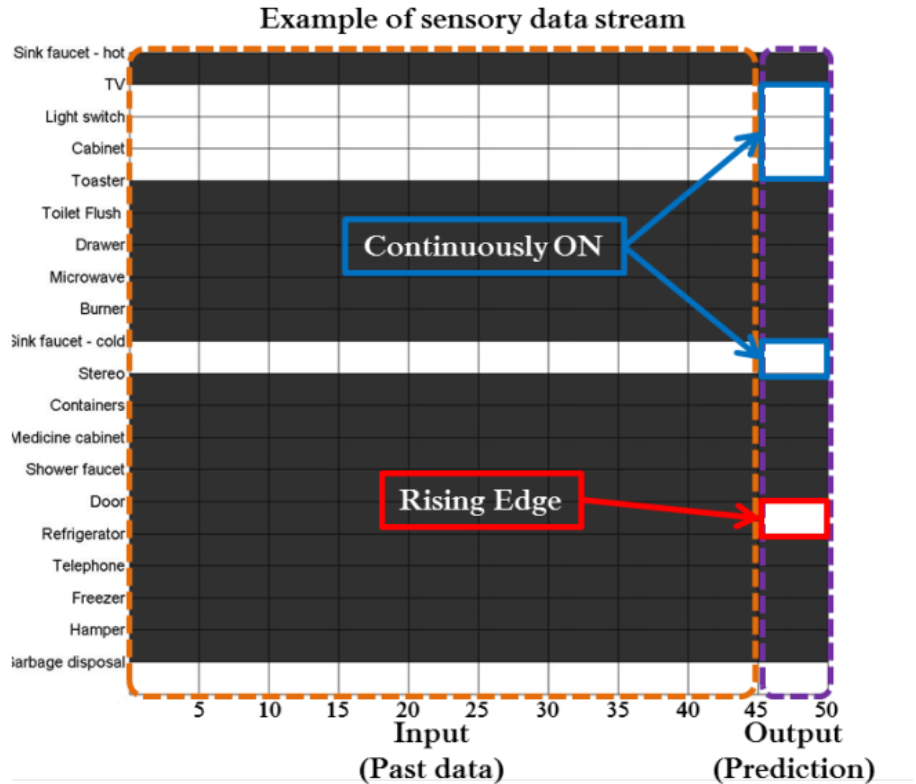 Example of sensory data stream
Sink faucet - hot
TV
Light switch
Cabinet
Toaster
Toilet Flush
Drawer
Continuously ON
Microwave
Burner
Sink faucet - cold
Stereo
Containers
Medicine cabinet
Shower faucet
Door
Rising Edge
Refrigerator
Telephone
Freezer
Hamper
Garbage disposal
5 10 15 20 25 30 35 40 45 50
Input Output
(Past data) (Prediction)